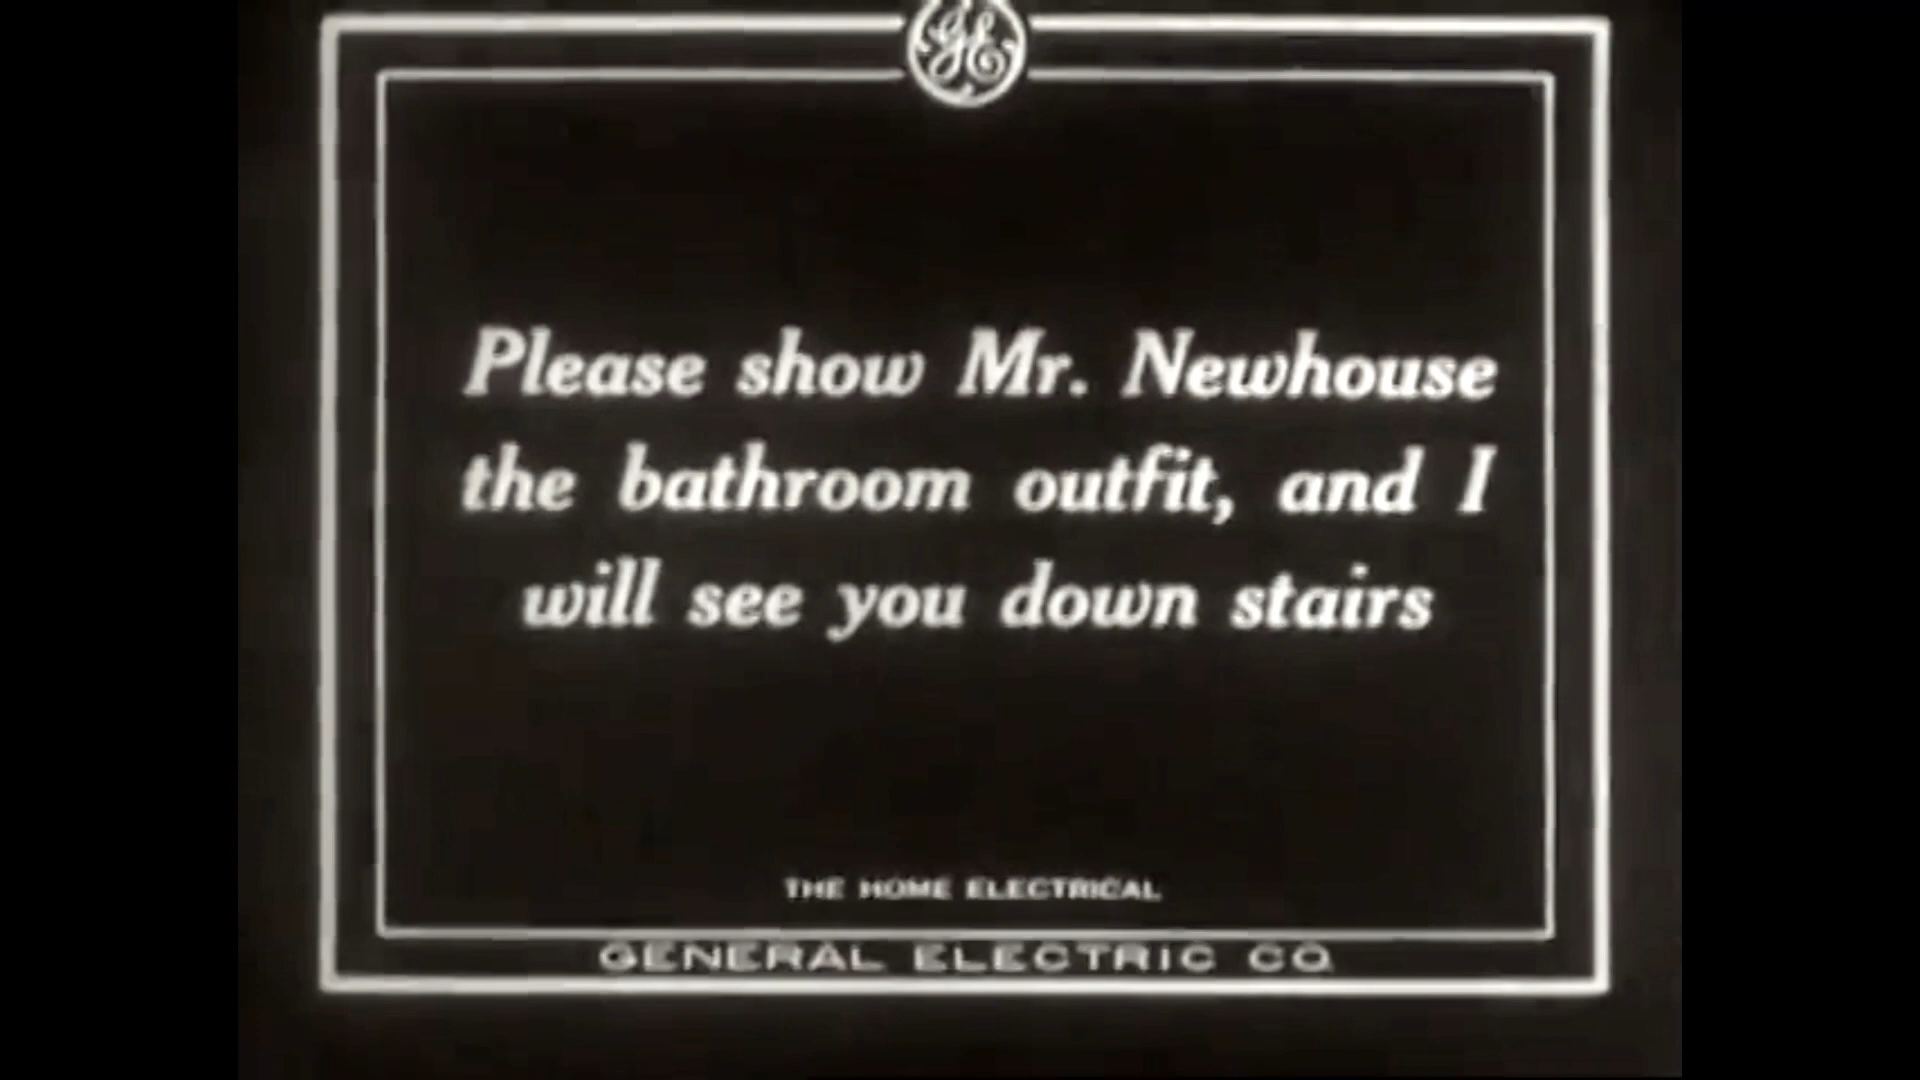 GE
Please show Mr. Newhouse
the bathroom outfit, and I
will see you down stairs
THE HOME ELECTRICAL
GENERAL ELECTRIC CO.